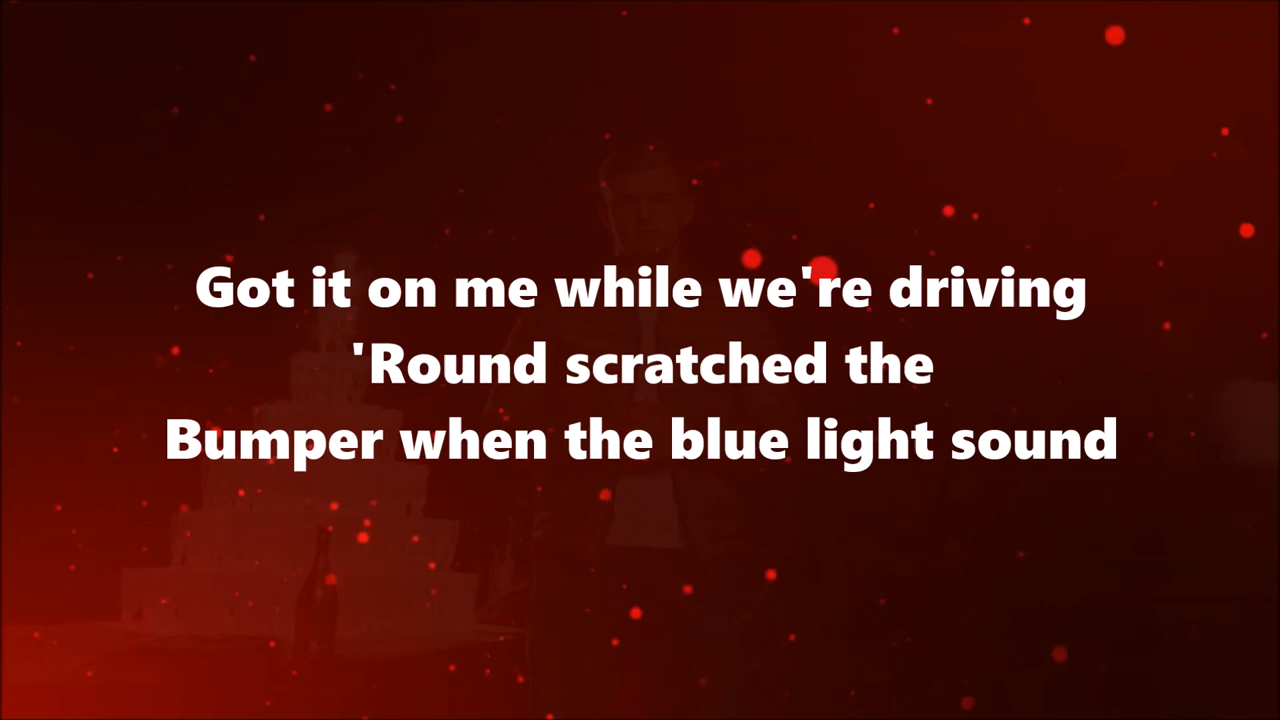 Got it on me while we're driving
'Round scratched the
Bumper when the blue light sound